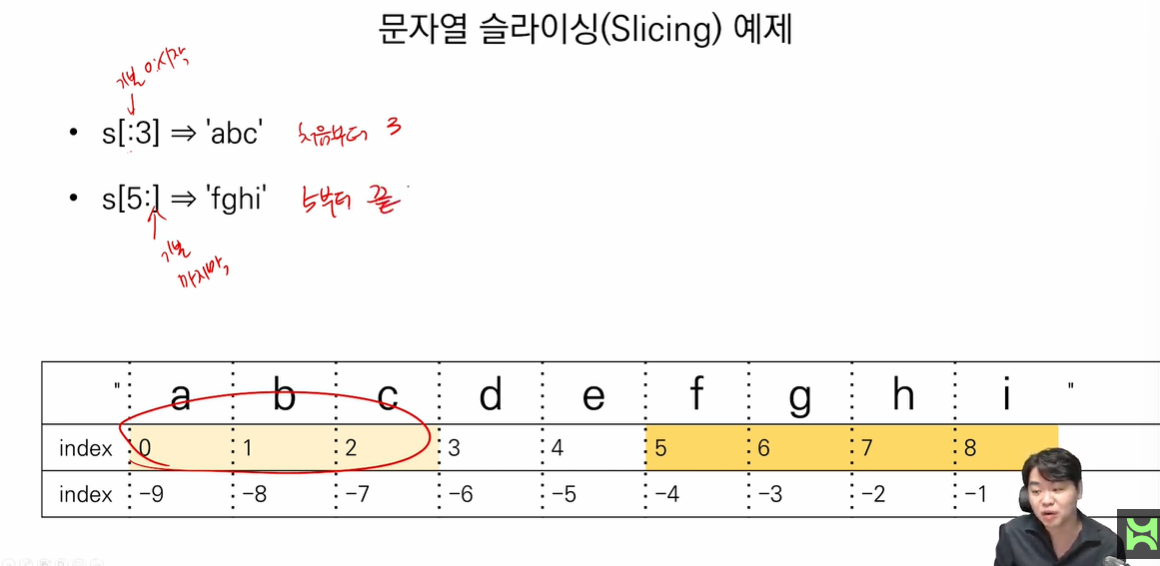 문자열 슬라이싱(Slicing) 예제
기본 0:시작
• s[:3] ⇒ 'abc' 처음부터 3
• s[5:] ⇒ 'fghi' 5부터 끝
기본
마지막
" a b c d e f g h i "
index 0 1 2 3 4 5 6 7 8
index -9 -8 -7 -6 -5 -4 -3 -2 -1